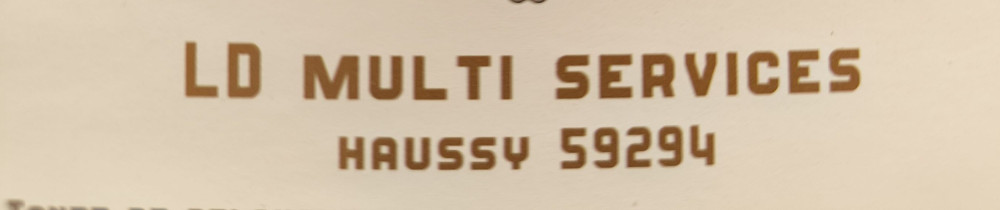 LD MULTI SERVICES
HAUSSY 59294